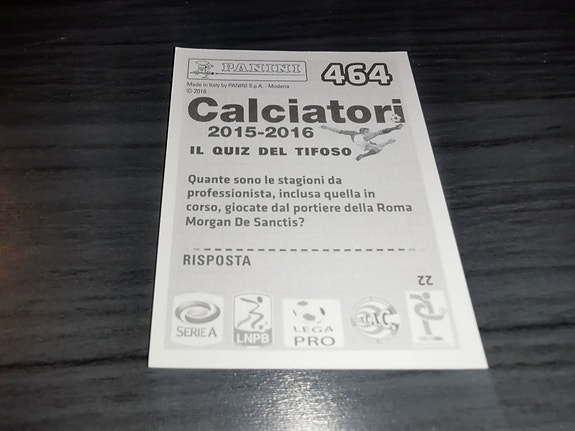 PANINI 464
Made in Italy by PANINI S.p.A. - Modena
© 2016
Calciatori
2015-2016
IL QUIZ DEL TIFOSO
Quante sono le stagioni da
professionista, inclusa quella in
corso, giocate dal portiere della Roma
Morgan De Sanctis?
RISPOSTA
22
SERIE A
LNPB
LEGA
PRO
A.I.C.